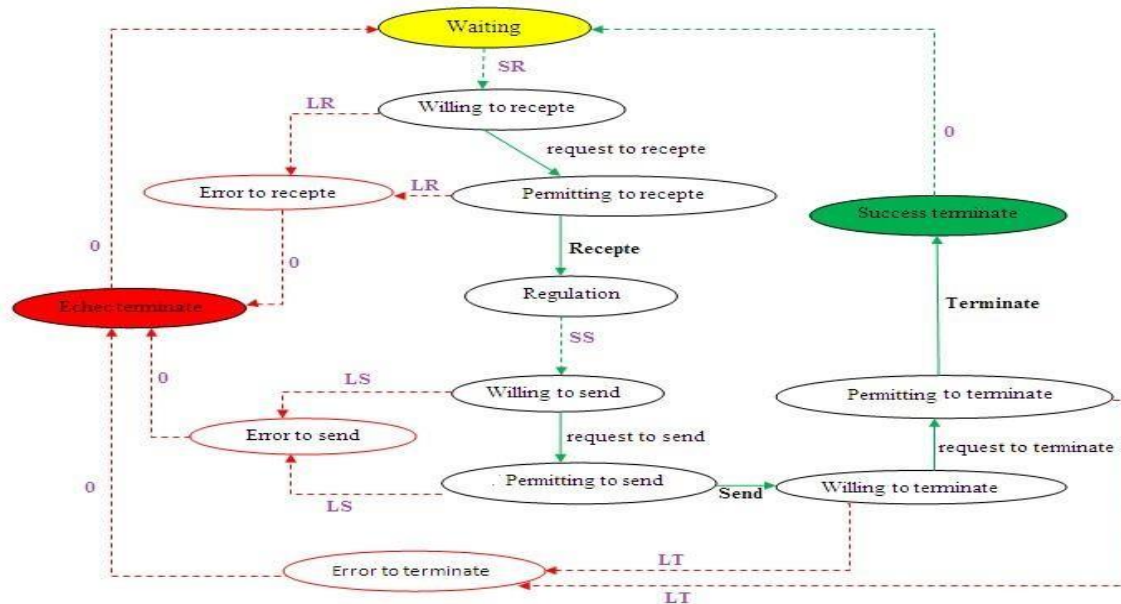 Waiting
SR
LR
Willing to recepte
request to recepte
0
Error to recepte
LR
Permitting to recepte
Success terminate
0
0
Recepte
Echec terminate
Regulation
Terminate
SS
LS
0
Willing to send
Permitting to terminate
Error to send
request to send
request to terminate
0
LS
. Permitting to send
Send
Willing to terminate
LT
Error to terminate
LT